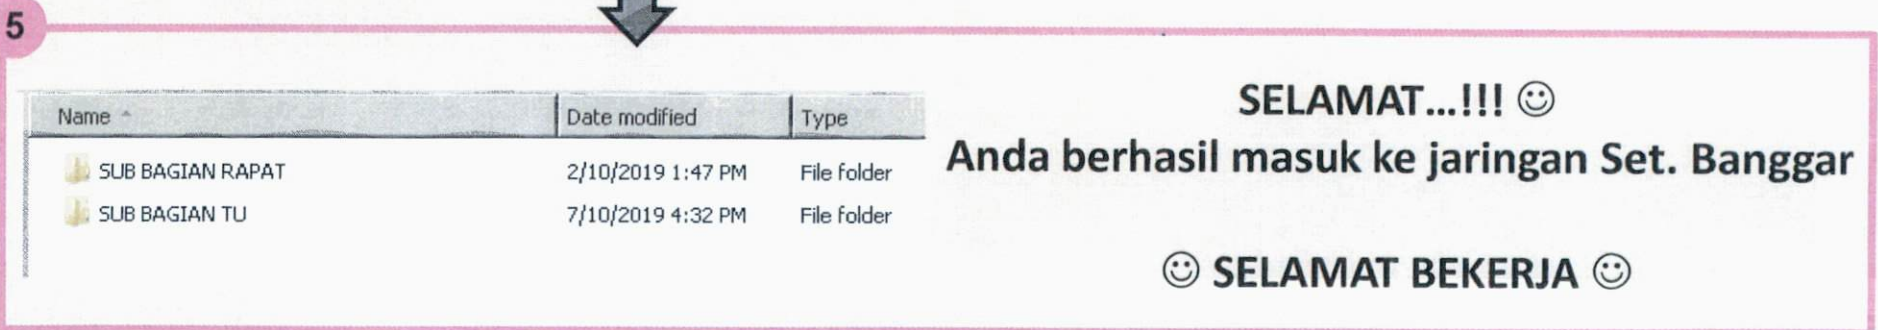 5
Name Date modified Type
SUB BAGIAN RAPAT 2/10/2019 1:47 PM File folder
SUB BAGIAN TU 7/10/2019 4:32 PM File folder
SELAMAT...!!! ☺
Anda berhasil masuk ke jaringan Set. Banggar
☺ SELAMAT BEKERJA ☺